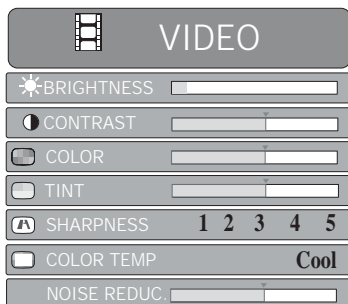 VIDEO
BRIGHTNESS
CONTRAST
COLOR
TINT
SHARPNESS 1 2 3 4 5
COLOR TEMP Cool
NOISE REDUC.